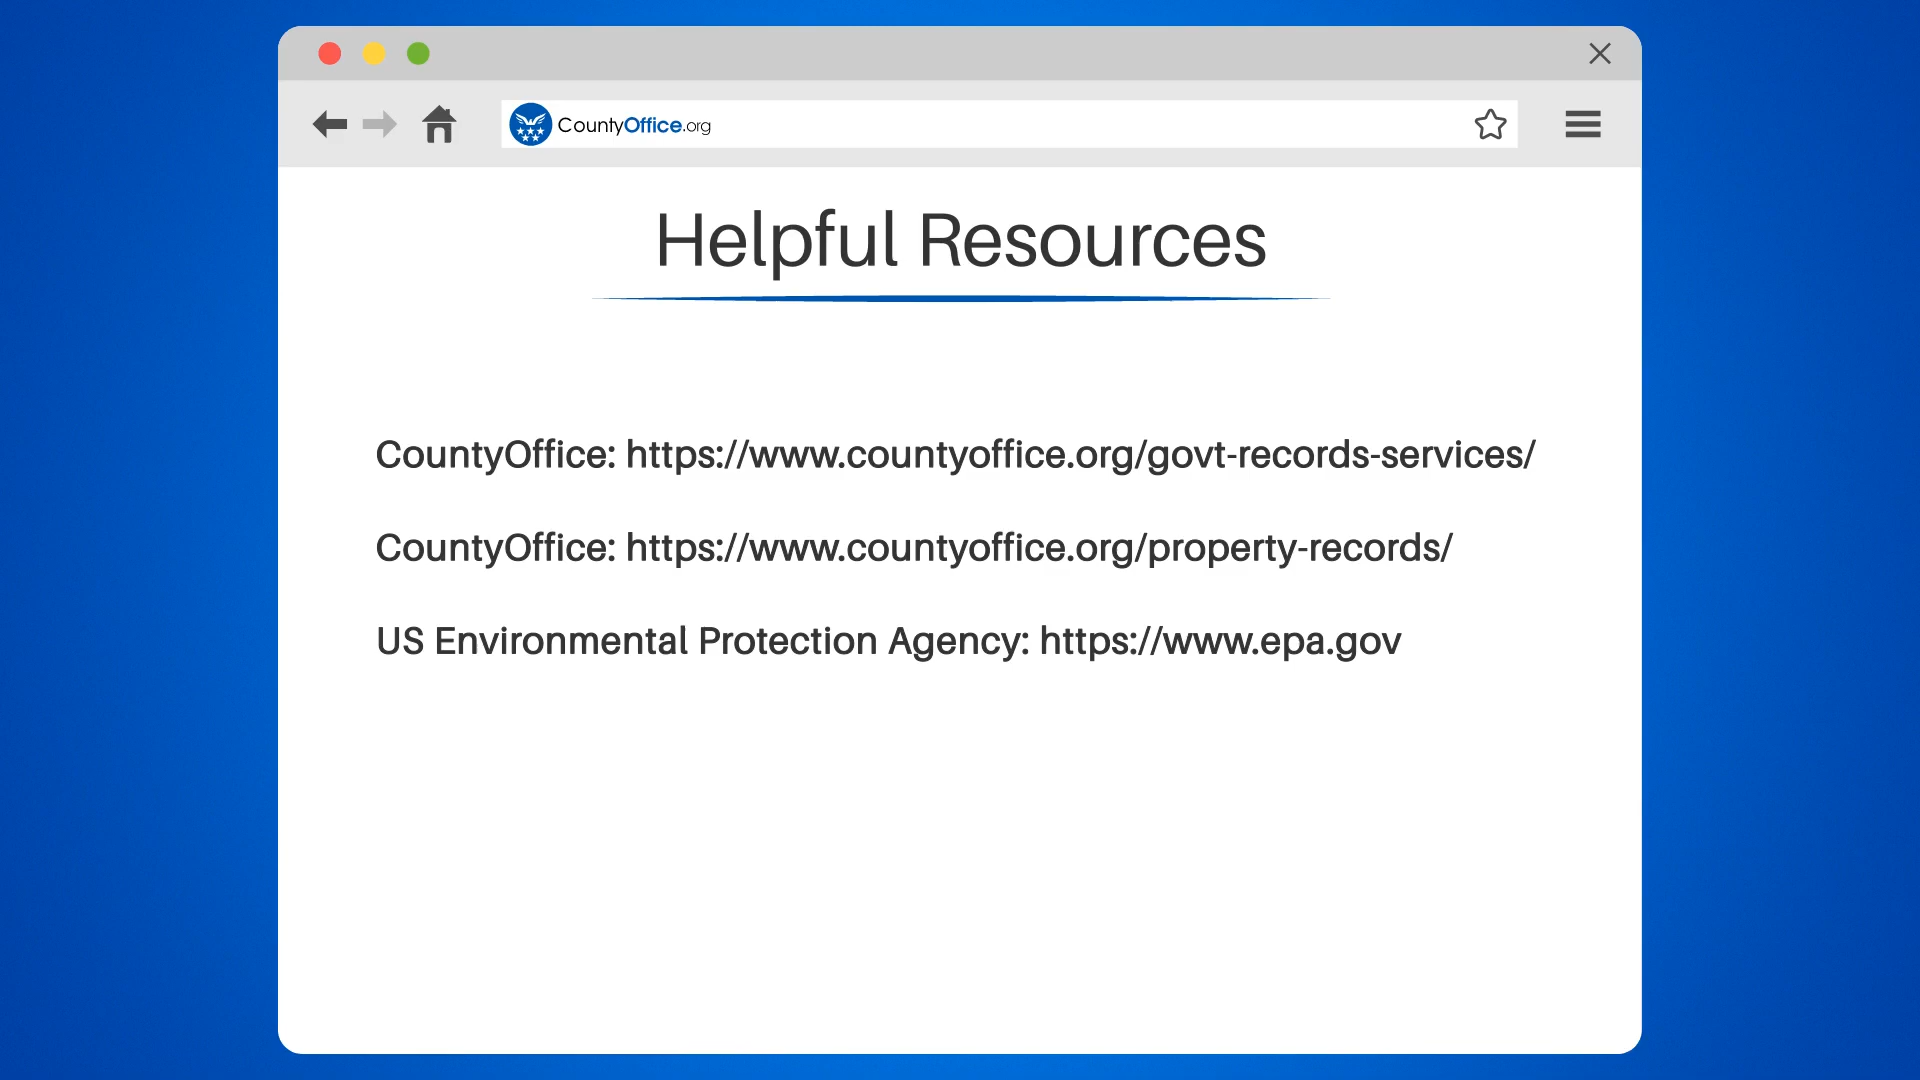 CountyOffice.org
Helpful Resources
CountyOffice: https://www.countyoffice.org/govt-records-services/
CountyOffice: https://www.countyoffice.org/property-records/
US Environmental Protection Agency: https://www.epa.gov